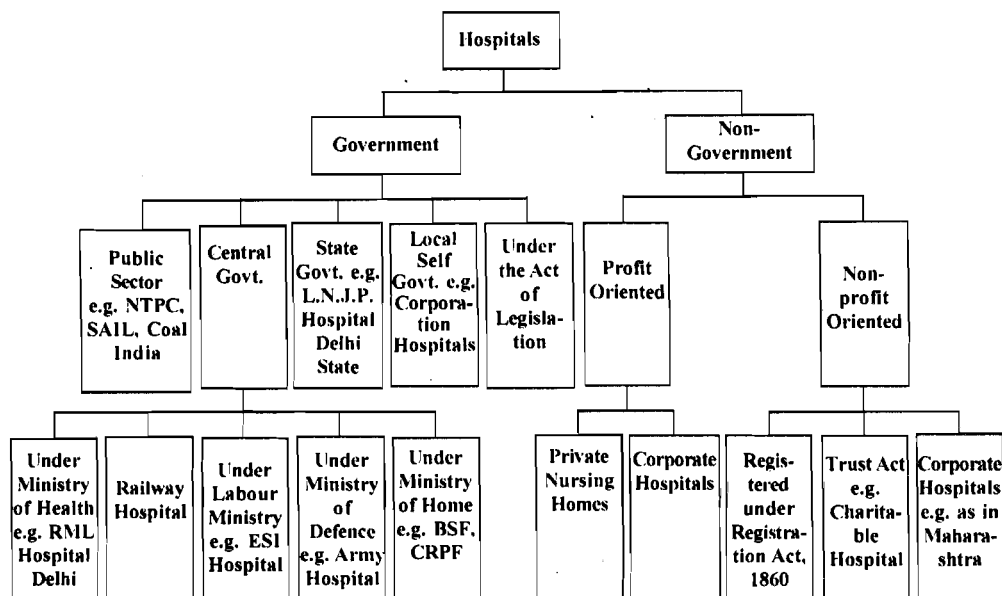 Hospitals
Government
Non-
Government
Public
Sector
e.g. NTPC,
SAIL, Coal
India
Central
Govt.
State
Govt. e.g.
L.N.J.P.
Hospital
Delhi
State
Local
Self
Govt. e.g.
Corporation
Hospitals
Under
the Act
of
Legisla-
tion
Profit
Oriented
Non-
profit
Oriented
Under
Ministry
of Health
e.g. RML
Hospital
Delhi
Railway
Hospital
Under
Labour
Ministry
e.g. ESI
Hospital
Under
Ministry
of
Defence
e.g. Army
Hospital
Under
Ministry
of Home
e.g. BSF,
CRPF
Private
Nursing
Homes
Corporate
Hospitals
Regis-
tered
under
Regist-
ration Act,
1860
Trust Act
e.g.
Charita-
ble
Hospital
Corporate
Hospitals
e.g. as in
Mahara-
shtra